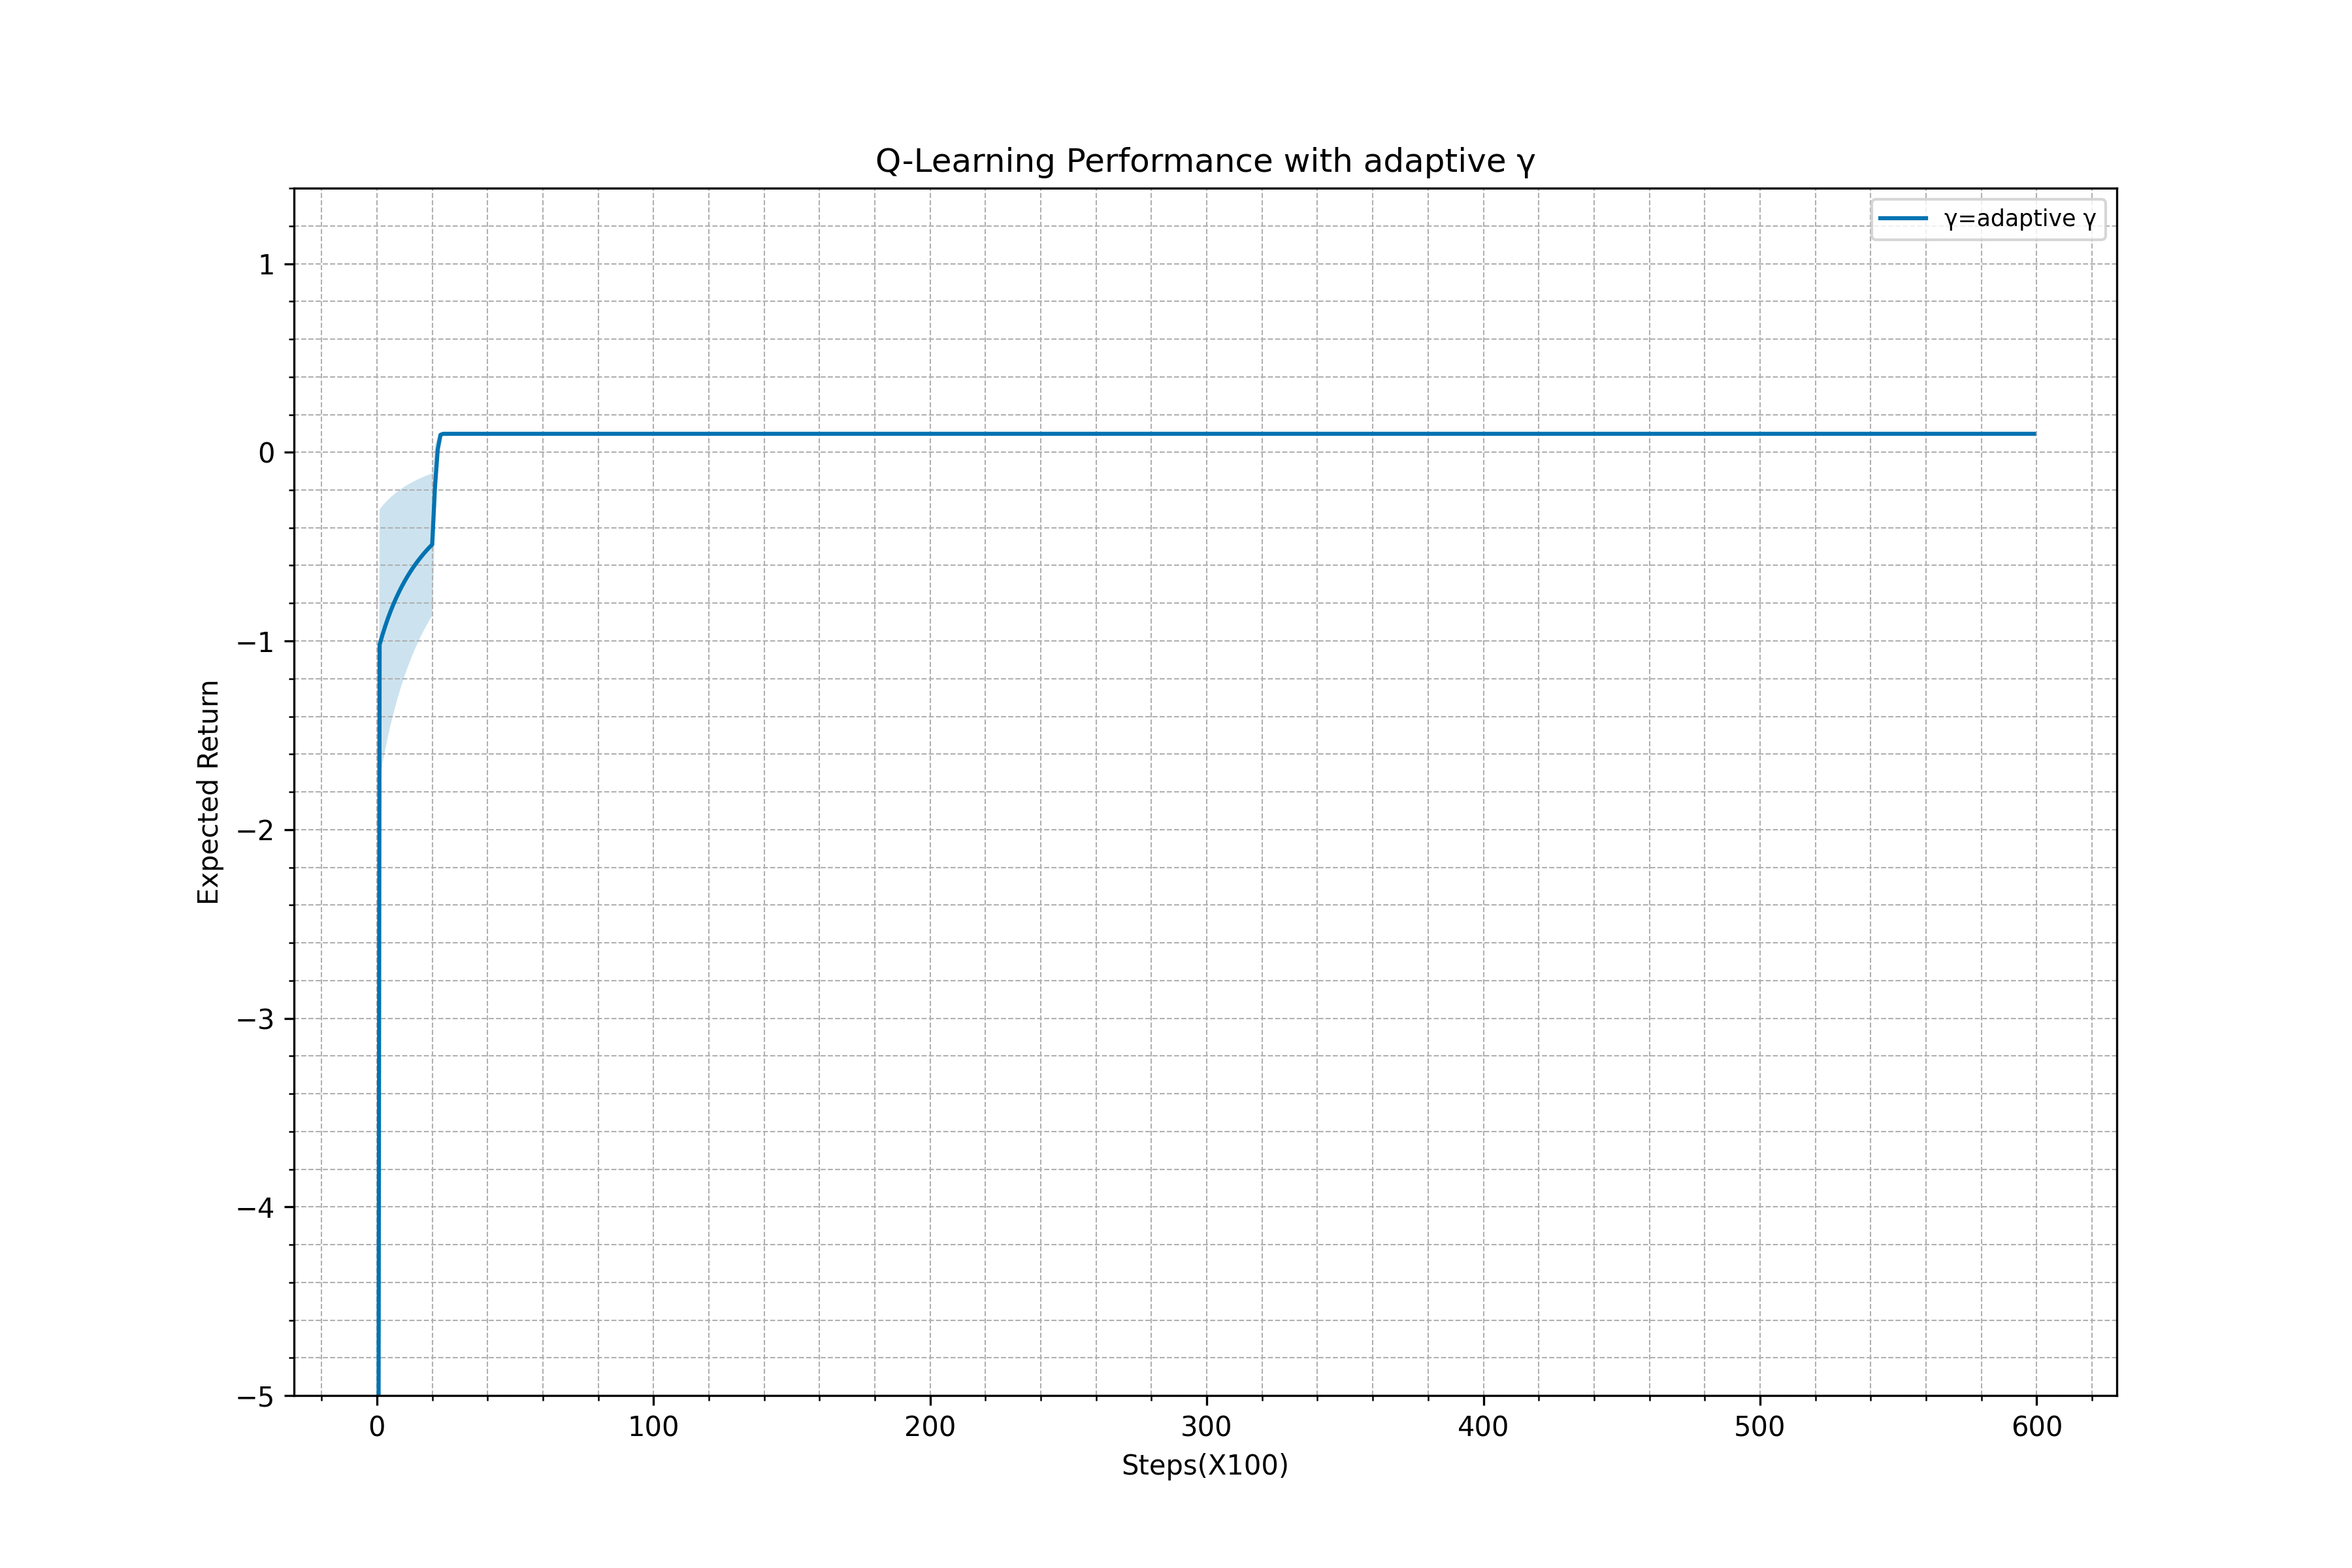 Q-Learning Performance with adaptive γ
γ=adaptive γ
1
0
−1
−2
−3
−4
−5
Expected Return
0 100 200 300 400 500 600
Steps(X100)